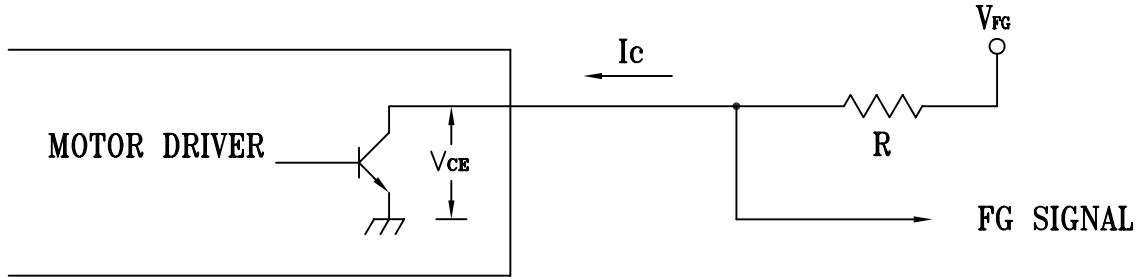 VFG
Ic
MOTOR DRIVER
VCE
R
FG SIGNAL